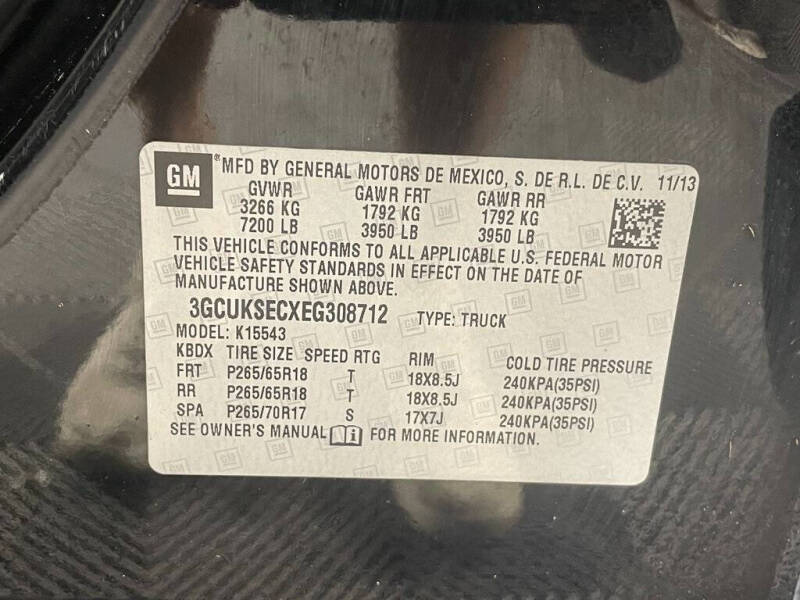 GM ® MFD BY GENERAL MOTORS DE MEXICO, S. DE R.L. DE C.V. 11/13
GVWR GAWR FRT GAWR RR
3266 KG 1792 KG 1792 KG
7200 LB 3950 LB 3950 LB
THIS VEHICLE CONFORMS TO ALL APPLICABLE U.S. FEDERAL MOTOR
VEHICLE SAFETY STANDARDS IN EFFECT ON THE DATE OF
MANUFACTURE SHOWN ABOVE.
3GCUKSECXEG308712 TYPE: TRUCK
MODEL: K15543
KBDX TIRE SIZE SPEED RTG RIM COLD TIRE PRESSURE
FRT P265/65R18 T 18X8.5J 240KPA(35PSI)
RR P265/65R18 T 18X8.5J 240KPA(35PSI)
SPA P265/70R17 S 17X7J 240KPA(35PSI)
SEE OWNER'S MANUAL i FOR MORE INFORMATION.